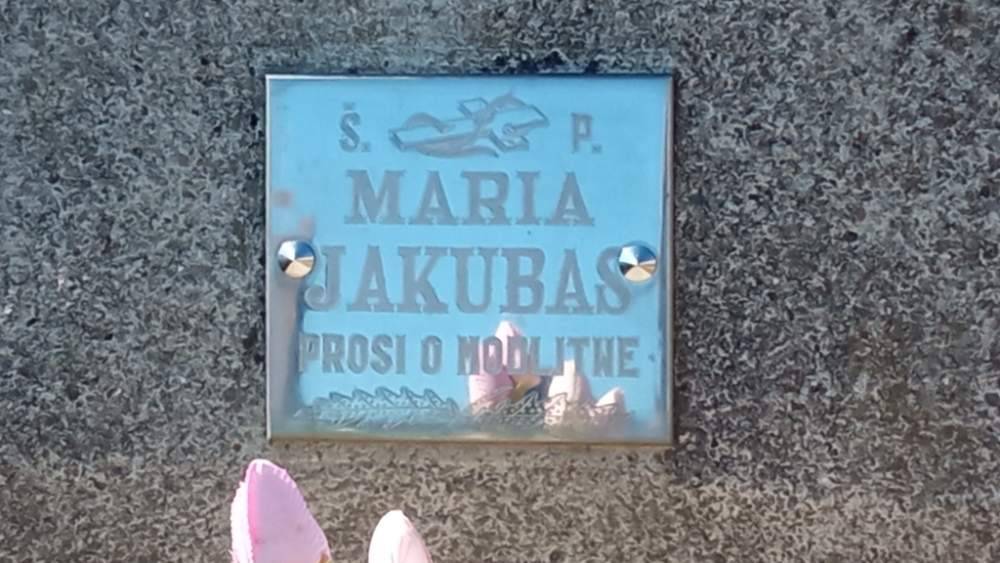 Š. P.
MARIA
JAKUBAS
PROSI O MODLITWE